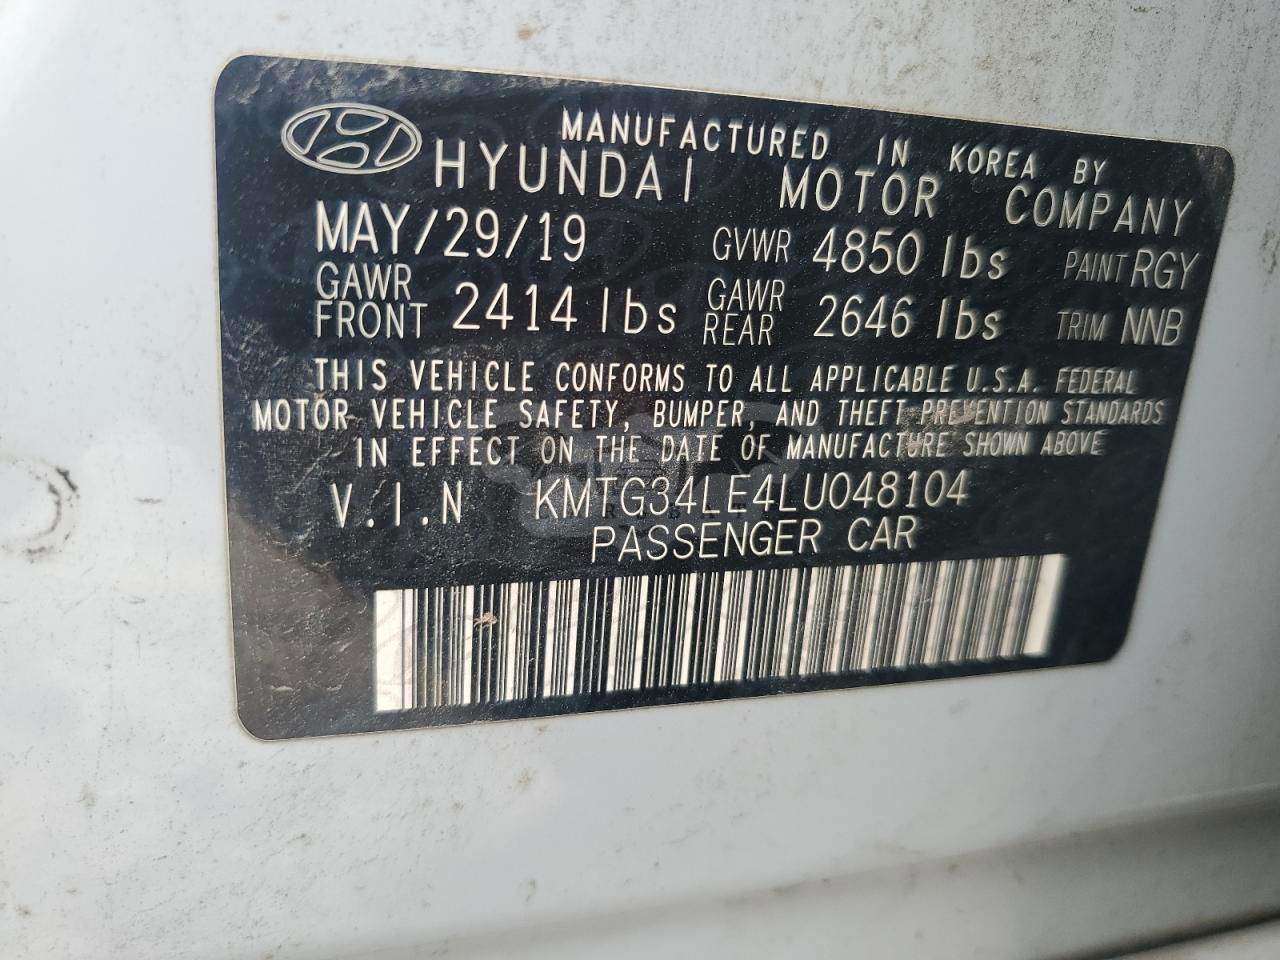 MANUFACTURED IN KOREA BY
HYUNDAI MOTOR COMPANY
MAY/29/19 GVWR 4850 lbs PAINT RGY
GAWR FRONT 2414 lbs GAWR REAR 2646 lbs TRIM NNB
THIS VEHICLE CONFORMS TO ALL APPLICABLE U.S.A. FEDERAL
MOTOR VEHICLE SAFETY, BUMPER, AND THEFT PREVENTION STANDARDS
IN EFFECT ON THE DATE OF MANUFACTURE SHOWN ABOVE
V.I.N KMTG34LE4LU048104
PASSENGER CAR